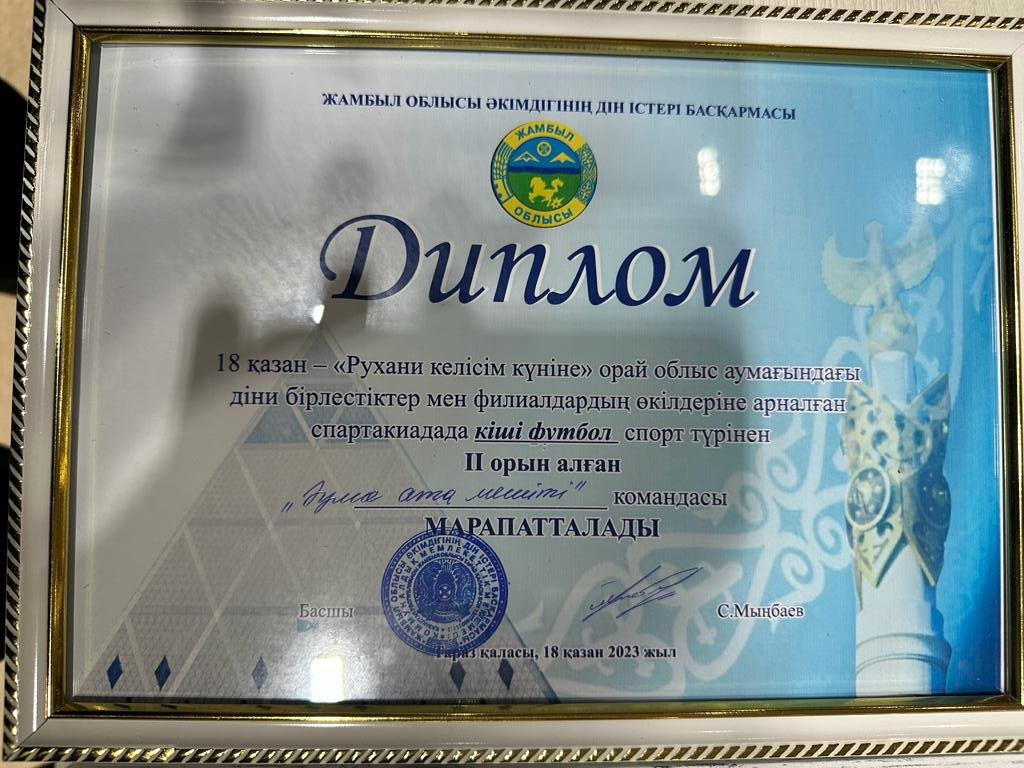 ЖАМБЫЛ ОБЛЫСЫ ӘКІМДІГІНІҢ ДІН ІСТЕРІ БАСҚАРМАСЫ
ЖАМБЫЛ
ОБЛЫСЫ
Диплом
18 қазан – «Рухани келісім күніне» орай облыс аумағындағы
діни бірлестіктер мен филиалдардың өкілдеріне арналған
спартакиадада кіші футбол спорт түрінен
II орын алған
ата мешіті" командасы
МАРАПАТТАЛАДЫ
Басшы
С.Мыңбаев
Тараз қаласы, 18 қазан 2023 жыл